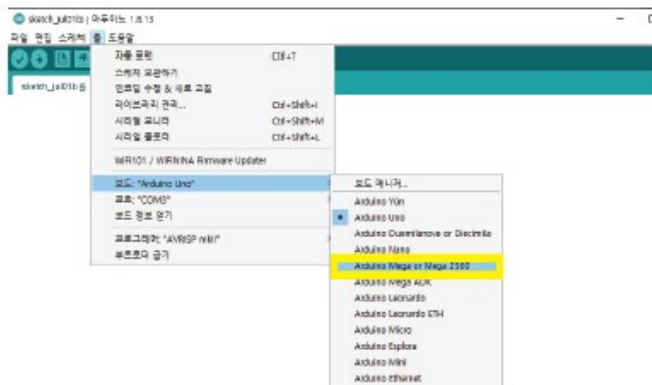 sketch_jul01b | 아두이노 1.8.13
파일 편집 스케치 툴 도움말
sketch_jul01b §
자동 포맷 Ctrl+T
스케치 보관하기
인코딩 수정 & 새로 고침
라이브러리 관리... Ctrl+Shift+I
시리얼 모니터 Ctrl+Shift+M
시리얼 플로터 Ctrl+Shift+L
WiFi101 / WiFiNINA Firmware Updater
보드: "Arduino Uno"
포트: "COM3"
보드 정보 얻기
프로그래머: "AVRISP mkII"
부트로더 굽기
보드 매니저...
Arduino Yún
Arduino Uno
Arduino Duemilanove or Diecimila
Arduino Nano
Arduino Mega or Mega 2560
Arduino Mega ADK
Arduino Leonardo
Arduino Leonardo ETH
Arduino Micro
Arduino Esplora
Arduino Mini
Arduino Ethernet